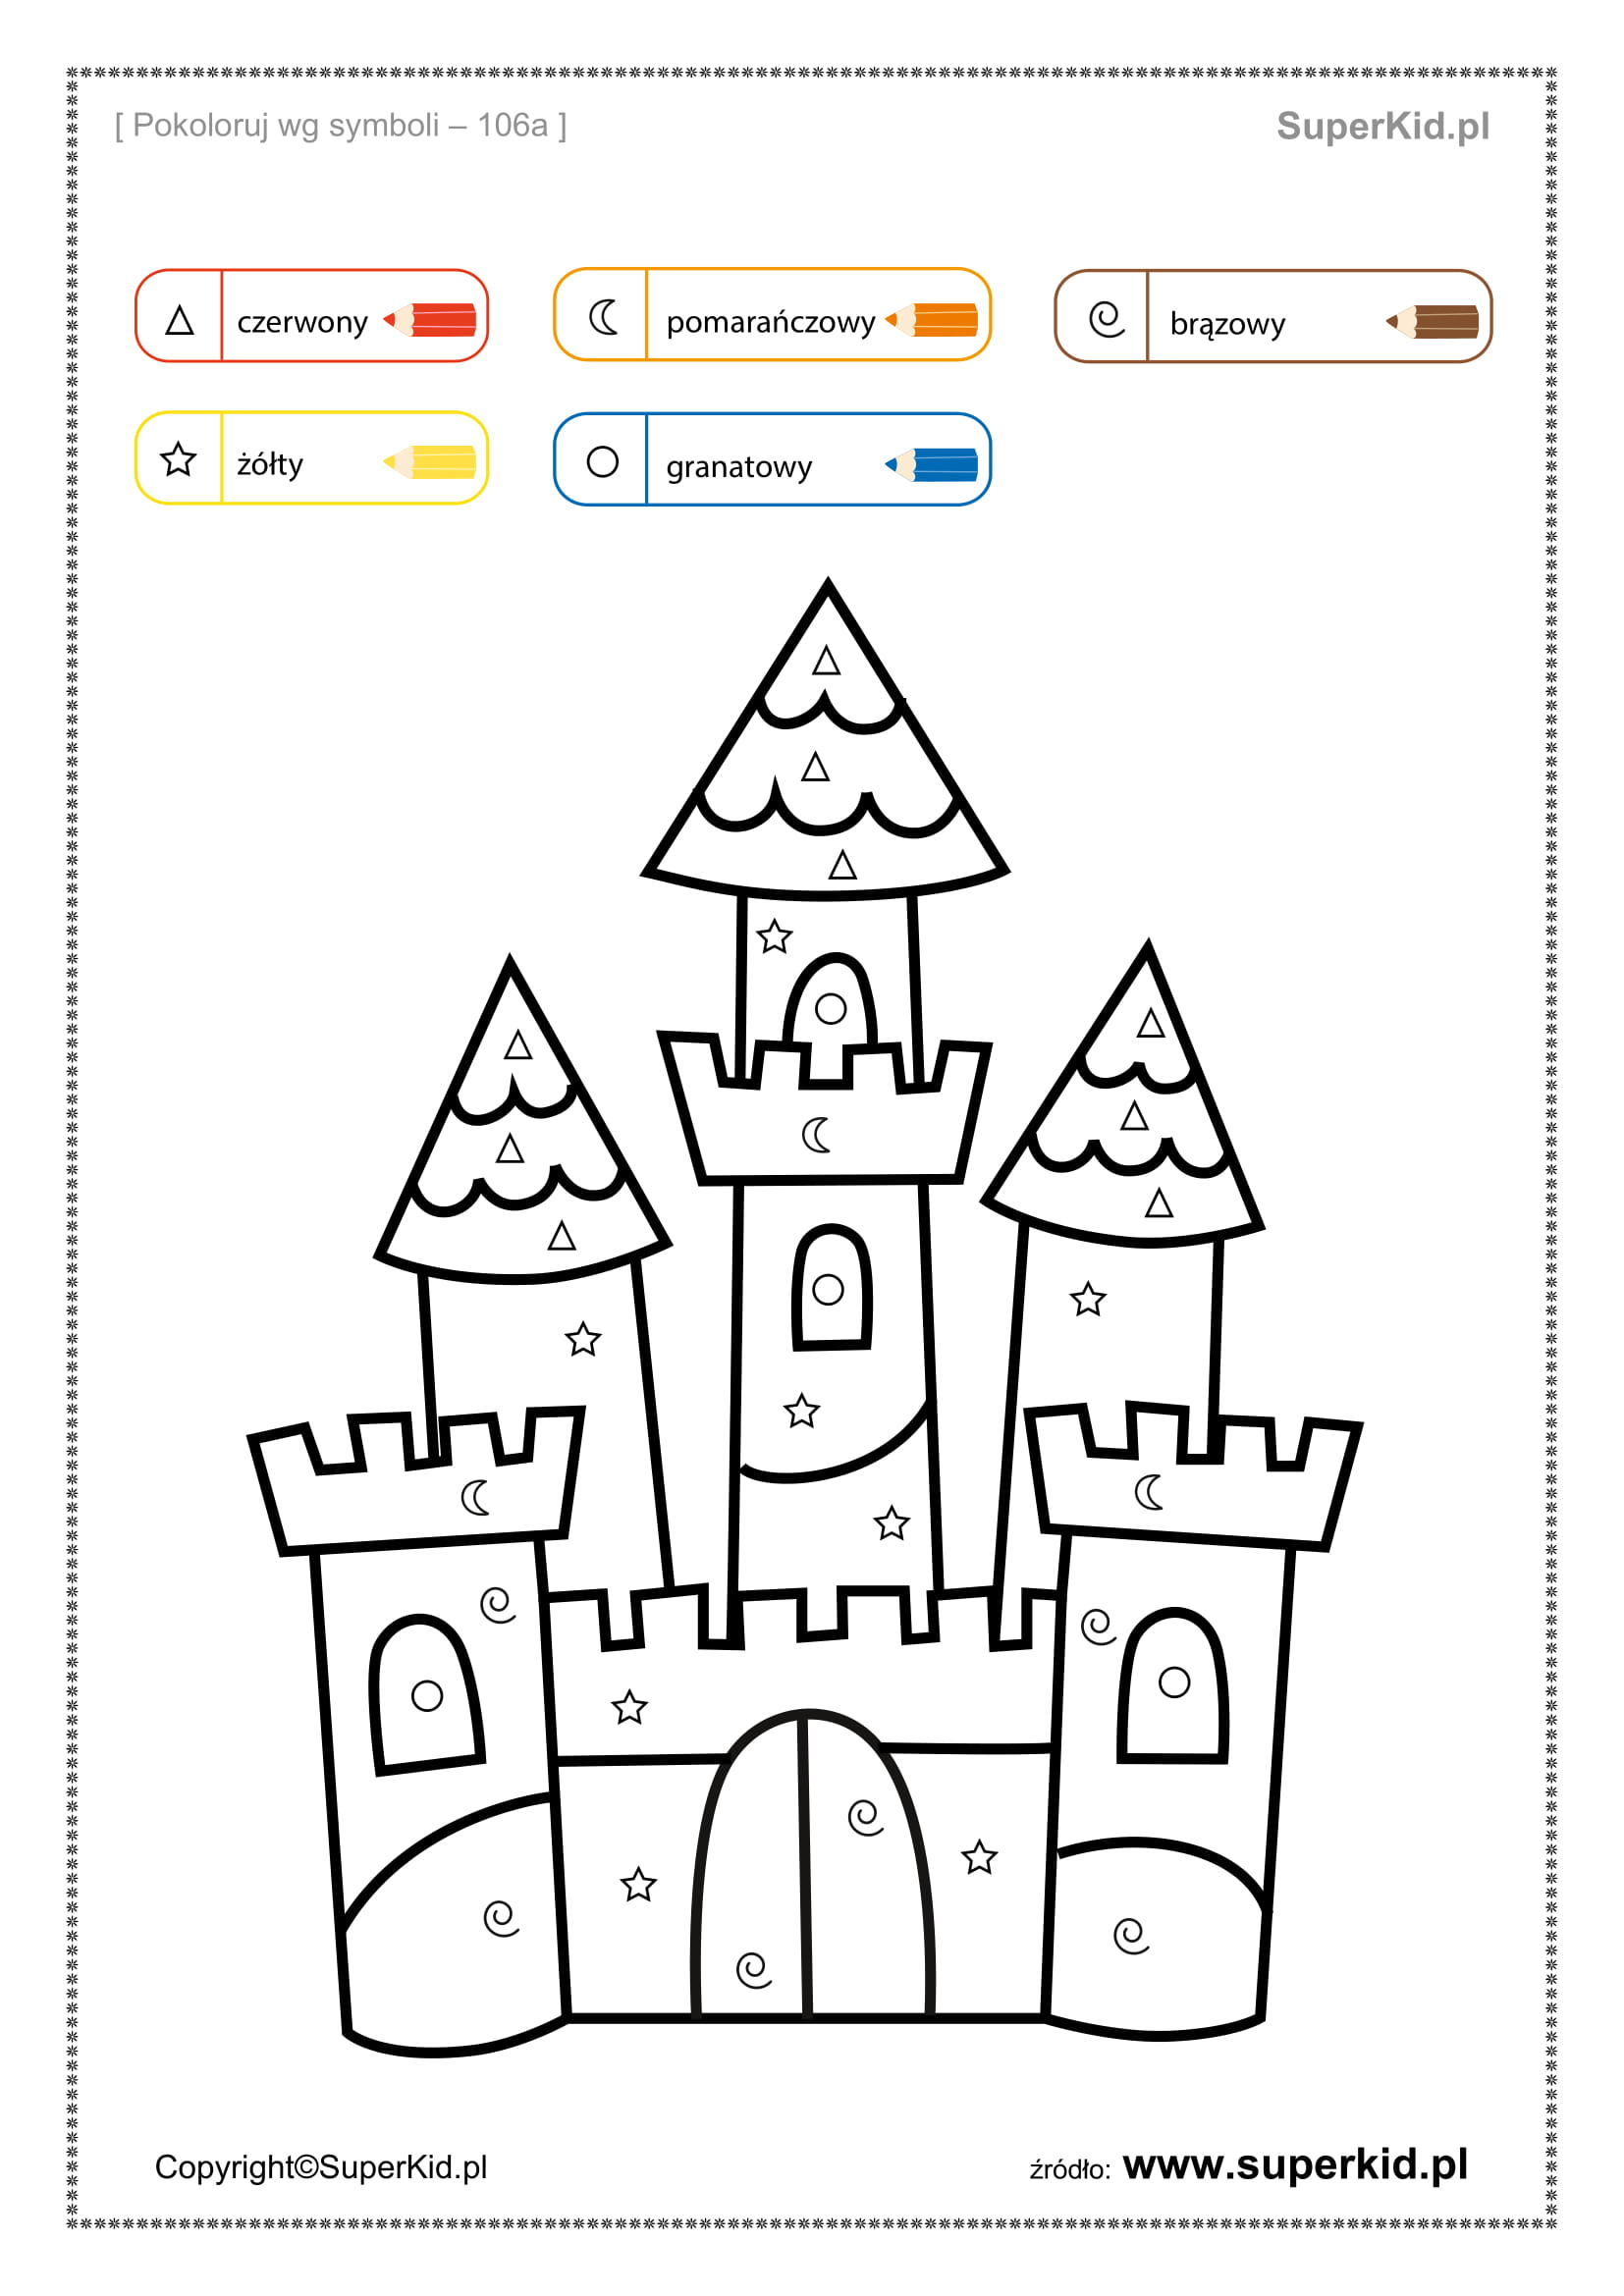 [ Pokoloruj wg symboli – 106a ]
SuperKid.pl
czerwony
pomarańczowy
brązowy
żółty
granatowy
Copyright©SuperKid.pl
źródło: www.superkid.pl